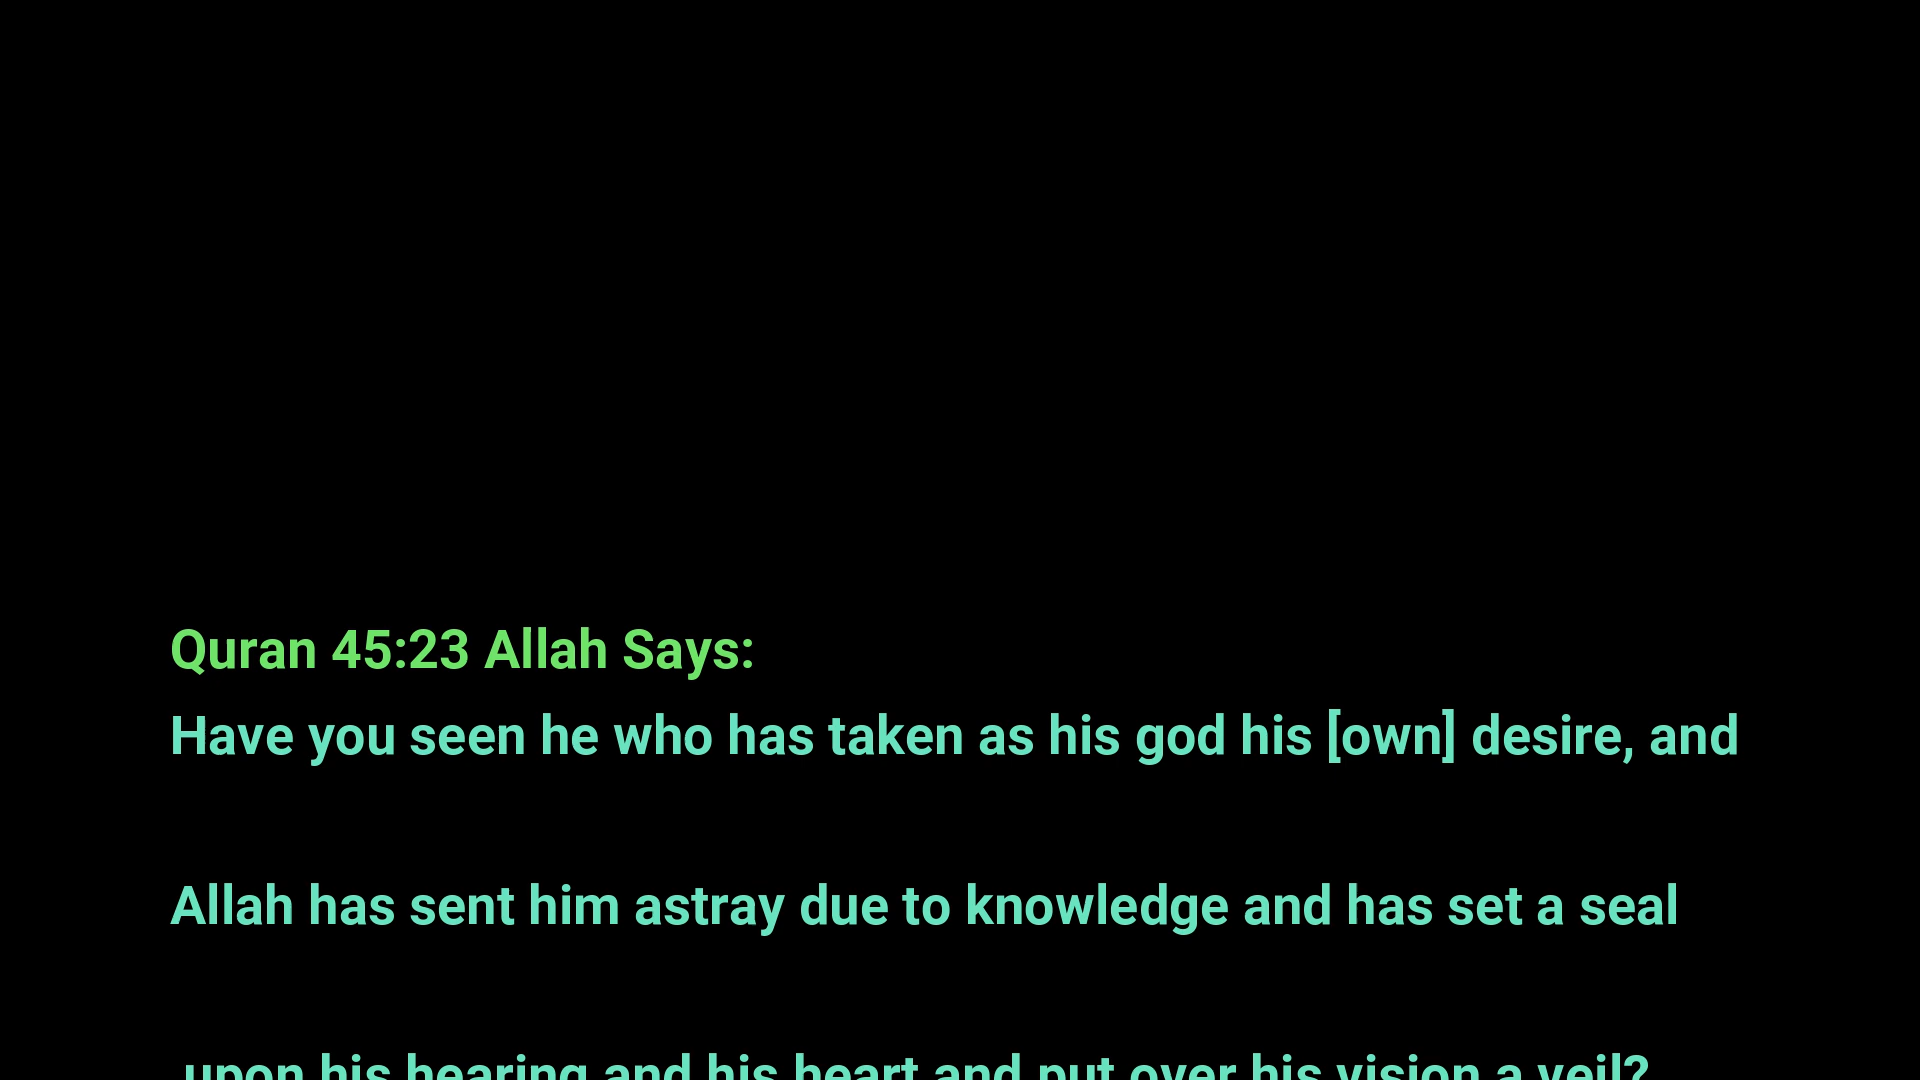 Quran 45:23 Allah Says:
Have you seen he who has taken as his god his [own] desire, and
Allah has sent him astray due to knowledge and has set a seal
upon his hearing and his heart and put over his vision a veil?